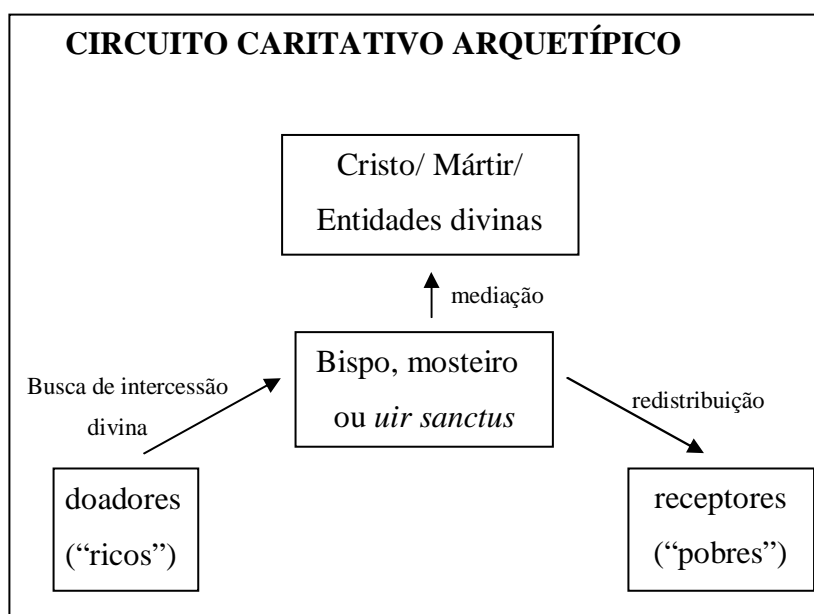 CIRCUITO CARITATIVO ARQUETÍPICO
Cristo/ Mártir/
Entidades divinas
mediação
Bispo, mosteiro
ou uir sanctus
Busca de intercessão
divina
redistribuição
doadores
(“ricos”)
receptores
(“pobres”)